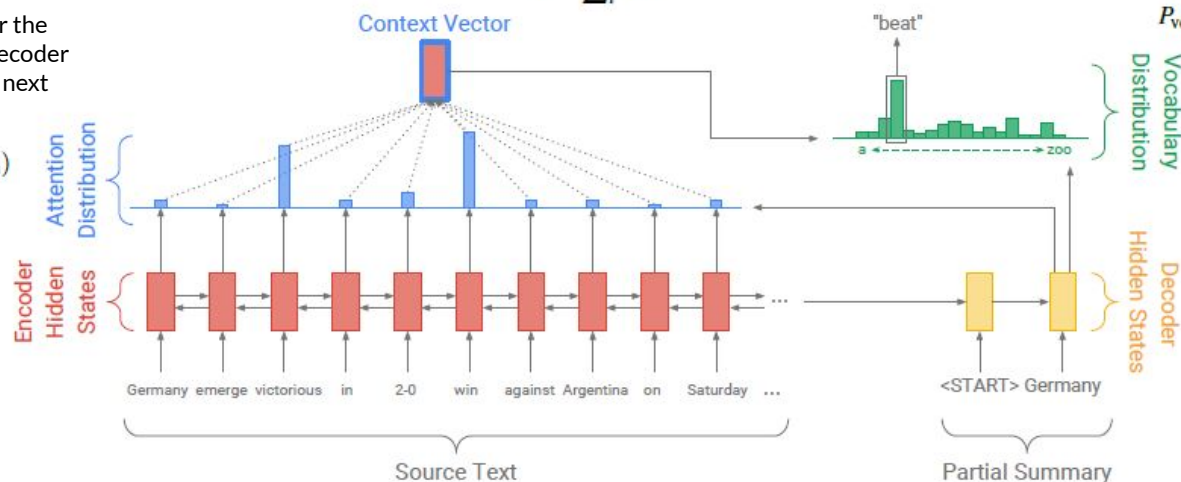 r the
ecoder
next
)
Context Vector
"beat"
Vocabulary
Distribution
a
zoo
Attention
Distribution
Encoder
Hidden
States
...
Decoder
Hidden States
Germany emerge victorious in 2-0 win against Argentina on Saturday ...
<START> Germany
Source Text
Partial Summary